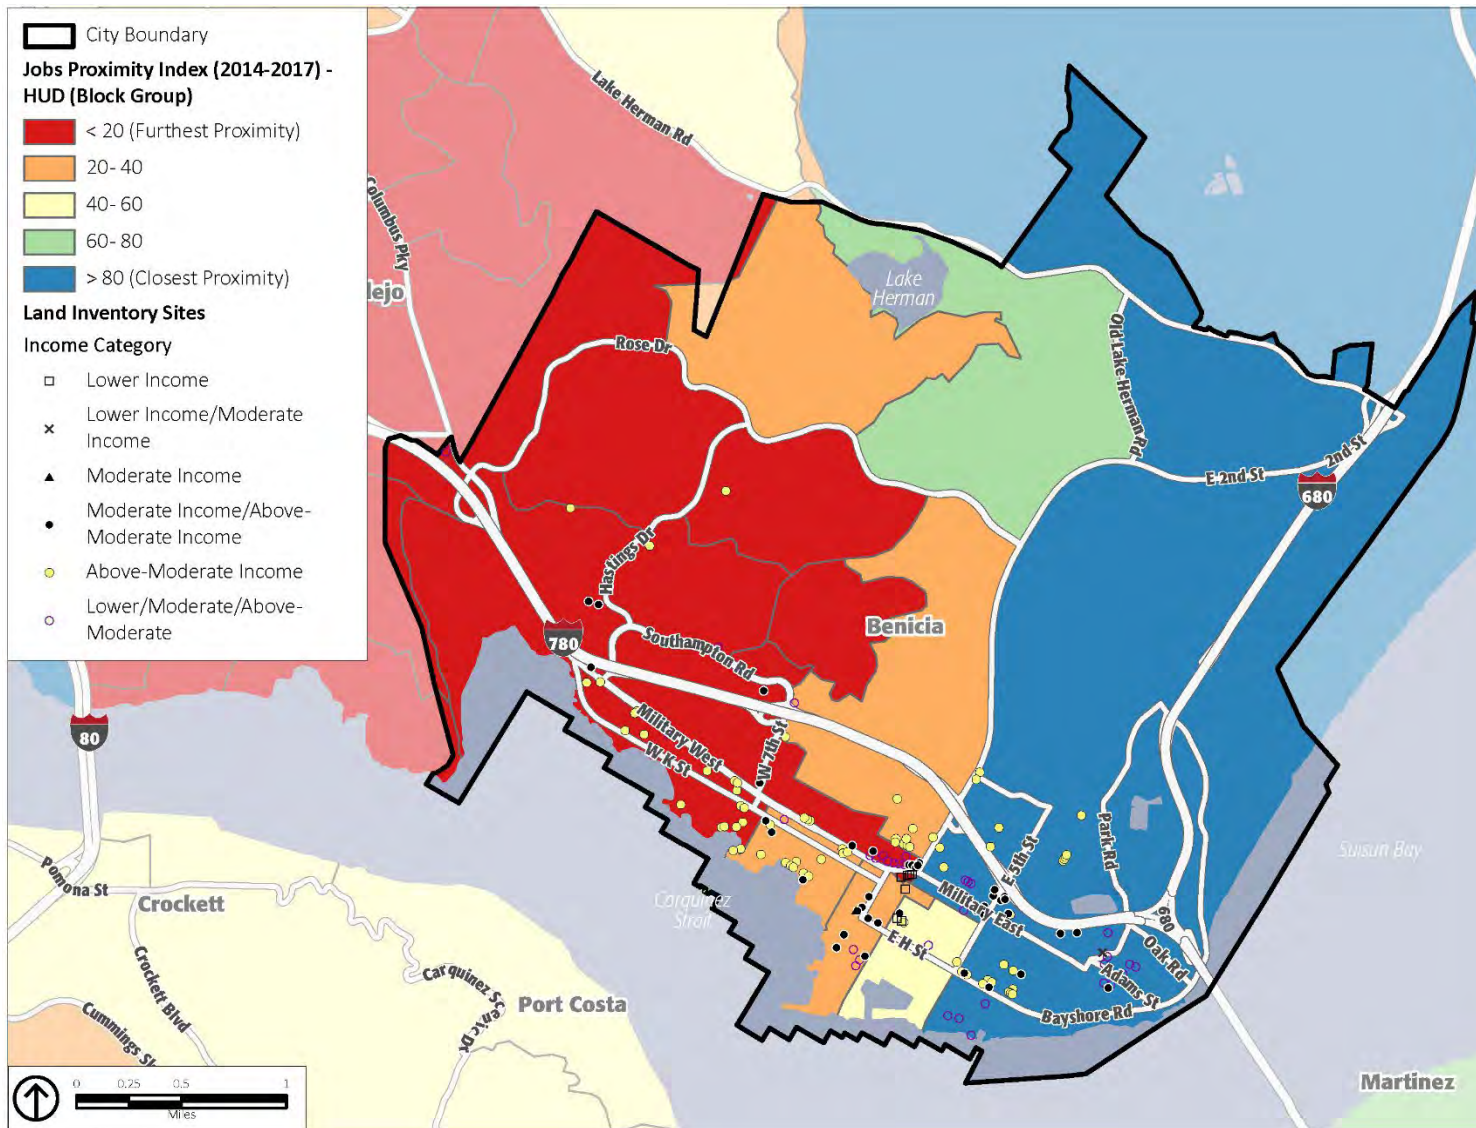 City Boundary
Jobs Proximity Index (2014-2017) -
HUD (Block Group)
< 20 (Furthest Proximity)
20- 40
40- 60
60- 80
> 80 (Closest Proximity)
Land Inventory Sites
Income Category
Lower Income
Lower Income/Moderate
Income
Moderate Income
Moderate Income/Above-
Moderate Income
Above-Moderate Income
Lower/Moderate/Above-
Moderate
Lake Herman Rd
Columbus Pky
lejo
Lake
Herman
Rose Dr
Old Lake Herman Rd
E 2nd St
2nd St
680
Hastings Dr
Benicia
780
Southampton Rd
80
Military West
W K St
W 7th St
Park Rd
E 5th St
Suisun Bay
Pomona St
Crockett
Carquinez
Strait
Military East
680
E H St
Oak Rd
Adams St
Bayshore Rd
Crockett Blvd
Carquinez Scenic Dr
Port Costa
Cummings Sk
Martinez
0 0.25 0.5 1
Miles